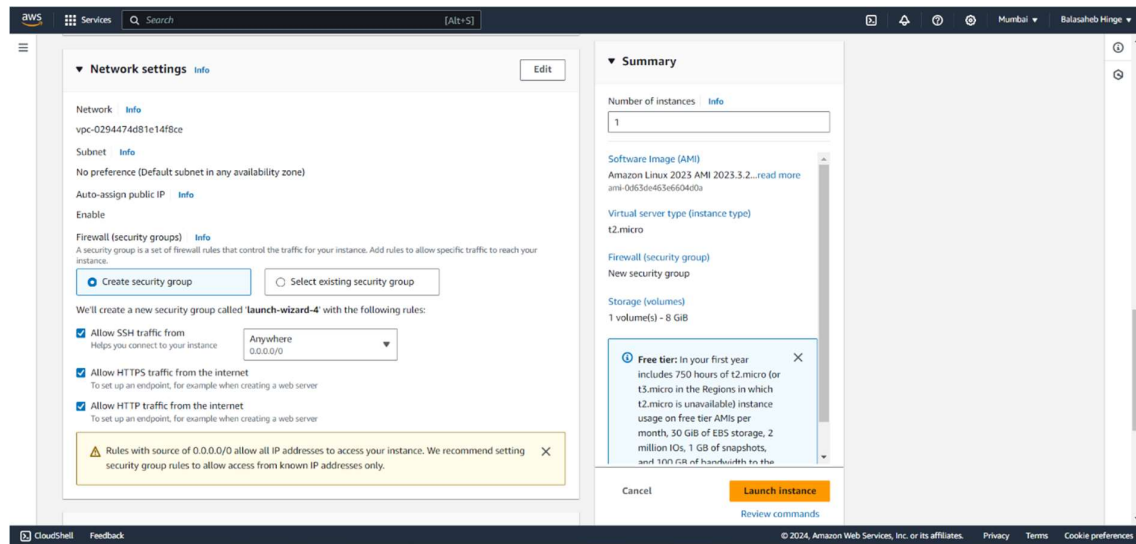 aws
Services
Search
[Alt+S]
Mumbai
Balasaheb Hinge
Network settings Info
Edit
Network Info
vpc-0294474d81e14f8ce
Subnet Info
No preference (Default subnet in any availability zone)
Auto-assign public IP Info
Enable
Firewall (security groups) Info
A security group is a set of firewall rules that control the traffic for your instance. Add rules to allow specific traffic to reach your
instance.
Create security group
Select existing security group
We'll create a new security group called 'launch-wizard-4' with the following rules:
Allow SSH traffic from
Helps you connect to your instance
Anywhere
0.0.0.0/0
Allow HTTPS traffic from the internet
To set up an endpoint, for example when creating a web server
Allow HTTP traffic from the internet
To set up an endpoint, for example when creating a web server
Rules with source of 0.0.0.0/0 allow all IP addresses to access your instance. We recommend setting
security group rules to allow access from known IP addresses only.
Summary
Number of instances Info
1
Software Image (AMI)
Amazon Linux 2023 AMI 2023.3.2...read more
ami-0d63de463e6604d0a
Virtual server type (instance type)
t2.micro
Firewall (security group)
New security group
Storage (volumes)
1 volume(s) - 8 GiB
Free tier: In your first year
includes 750 hours of t2.micro (or
t3.micro in the Regions in which
t2.micro is unavailable) instance
usage on free tier AMIs per
month, 30 GiB of EBS storage, 2
million IOs, 1 GB of snapshots,
and 100 GB of bandwidth to the
Cancel
Launch instance
Review commands
CloudShell
Feedback
© 2024, Amazon Web Services, Inc. or its affiliates.
Privacy
Terms
Cookie preferences